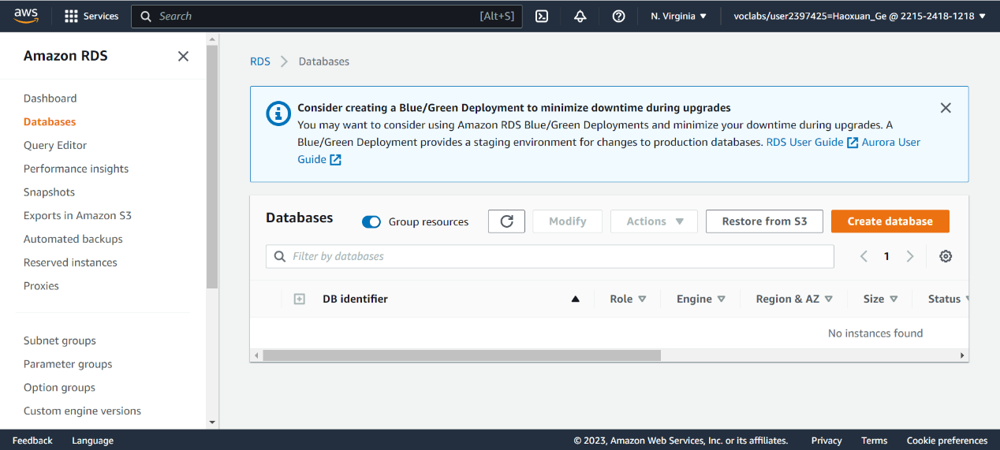 aws
Services
Search
[Alt+S]
N. Virginia
voclabs/user2397425=Haoxuan_Ge @ 2215-2418-1218
Amazon RDS
Dashboard
Databases
Query Editor
Performance insights
Snapshots
Exports in Amazon S3
Automated backups
Reserved instances
Proxies
Subnet groups
Parameter groups
Option groups
Custom engine versions
RDS > Databases
Consider creating a Blue/Green Deployment to minimize downtime during upgrades
You may want to consider using Amazon RDS Blue/Green Deployments and minimize your downtime during upgrades. A
Blue/Green Deployment provides a staging environment for changes to production databases. RDS User Guide Aurora User
Guide
Databases
Group resources
Modify
Actions
Restore from S3
Create database
Filter by databases
1
DB identifier
Role
Engine
Region & AZ
Size
Status
No instances found
Feedback
Language
© 2023, Amazon Web Services, Inc. or its affiliates.
Privacy
Terms
Cookie preferences